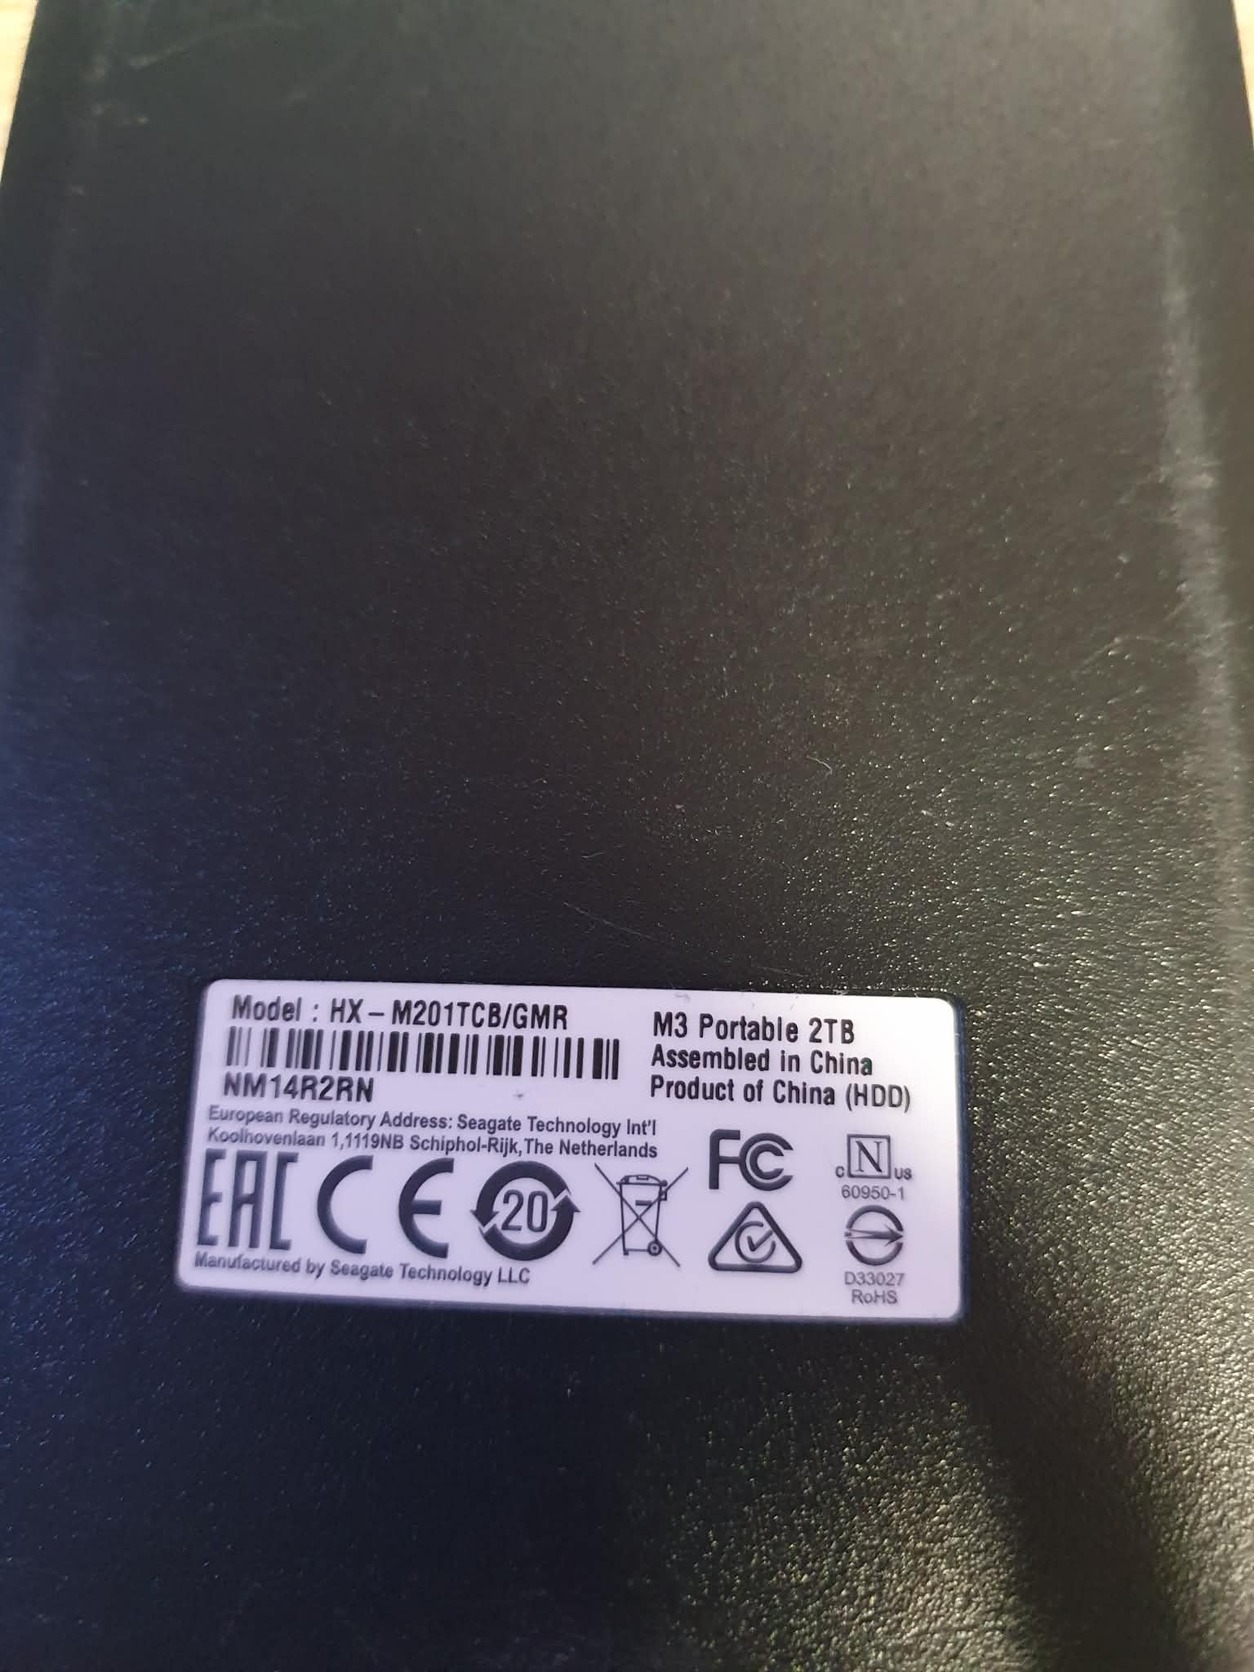 Model : HX-M201TCB/GMR
NM14R2RN
M3 Portable 2TB
Assembled in China
Product of China (HDD)
European Regulatory Address: Seagate Technology Int'l
Koolhovenlaan 1,1119NB Schiphol-Rijk, The Netherlands
EAC CE 20
FC
c N US
60950-1
D33027
RoHS
Manufactured by Seagate Technology LLC